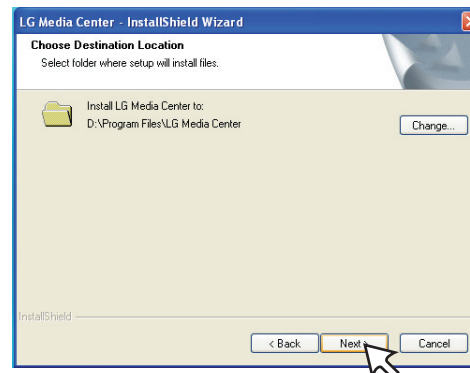 LG Media Center - InstallShield Wizard
Choose Destination Location
Select folder where setup will install files.
Install LG Media Center to:
D:\Program Files\LG Media Center
Change...
InstallShield
< Back
Next >
Cancel